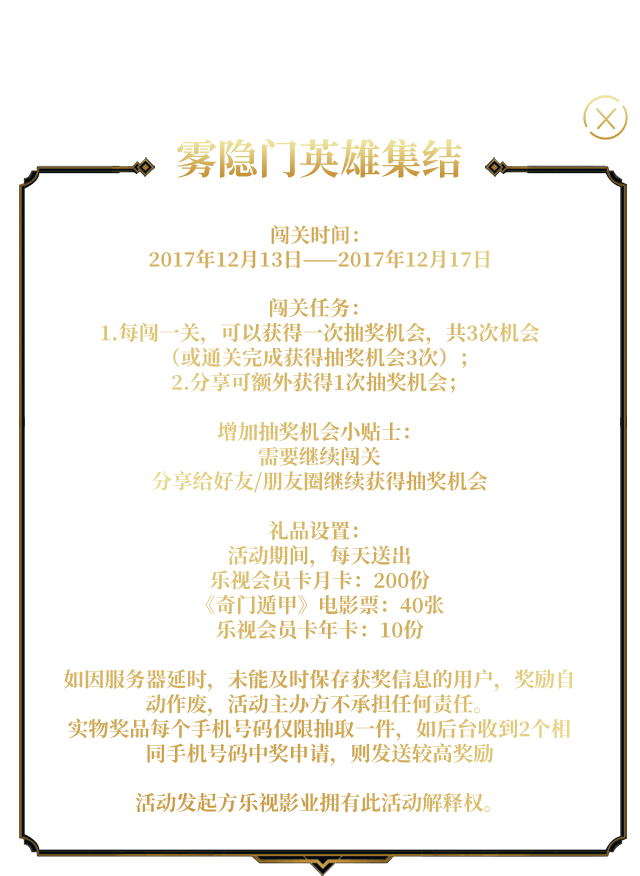 雾隐门英雄集结
闯关时间：
2017年12月13日——2017年12月17日
闯关任务：
1.每闯一关，可以获得一次抽奖机会，共3次机会
（或通关完成获得抽奖机会3次）；
2.分享可额外获得1次抽奖机会；
增加抽奖机会小贴士：
需要继续闯关
分享给好友/朋友圈继续获得抽奖机会
礼品设置：
活动期间，每天送出
乐视会员卡月卡：200份
《奇门遁甲》电影票：40张
乐视会员卡年卡：10份
如因服务器延时，未能及时保存获奖信息的用户，奖励自
动作废，活动主办方不承担任何责任。
实物奖品每个手机号码仅限抽取一件，如后台收到2个相
同手机号码中奖申请，则发送较高奖励
活动发起方乐视影业拥有此活动解释权。